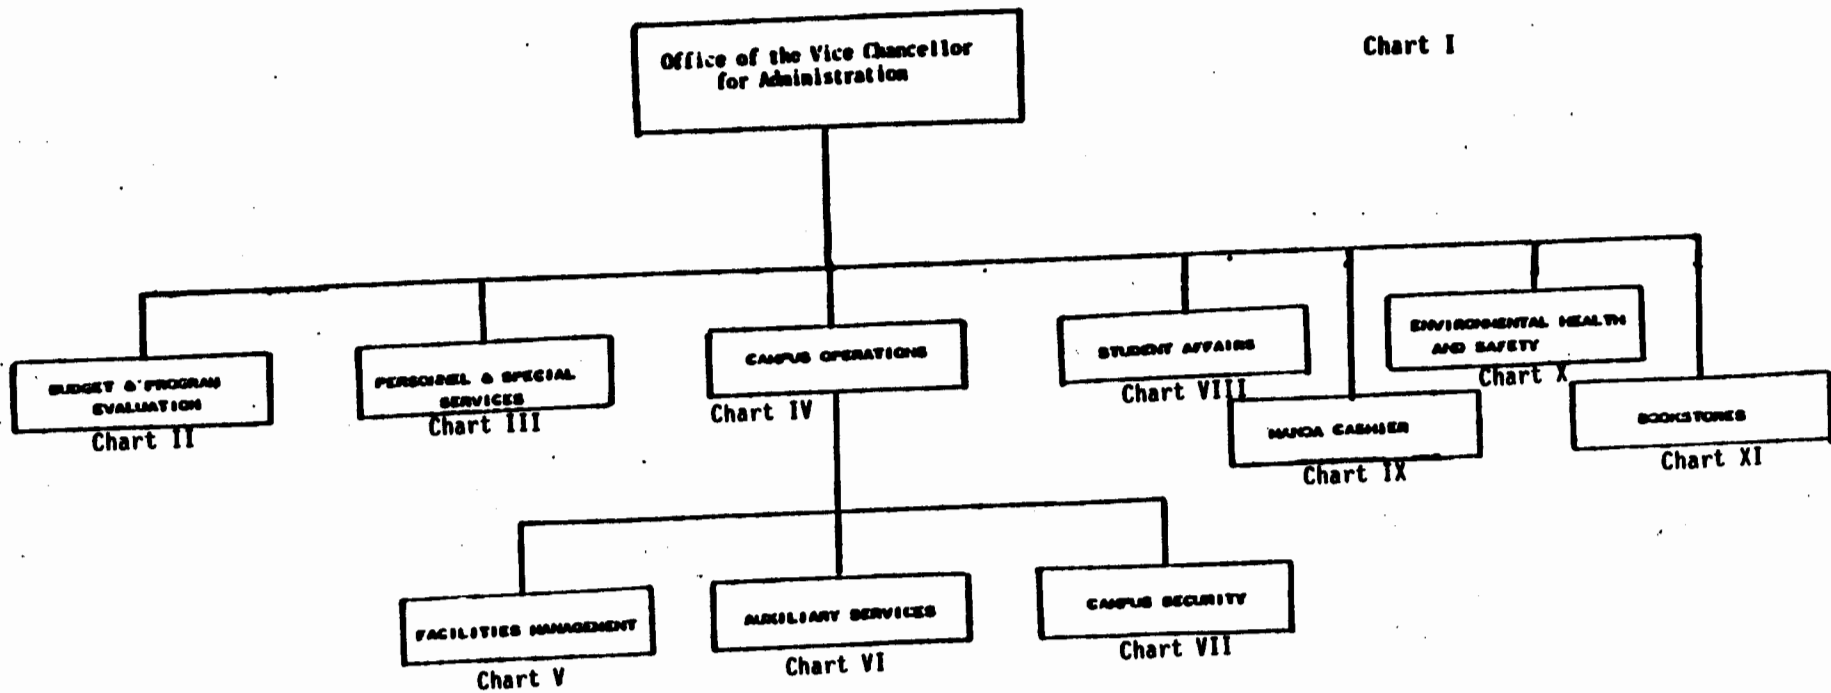 Office of the Vice Chancellor
for Administration
Chart I
BUDGET & PROGRAM
EVALUATION
Chart II
PERSONNEL & SPECIAL
SERVICES
Chart III
CAMPUS OPERATIONS
Chart IV
STUDENT AFFAIRS
Chart VIII
MANOA CASHIER
Chart IX
ENVIRONMENTAL HEALTH
AND SAFETY
Chart X
BOOKSTORES
Chart XI
FACILITIES MANAGEMENT
Chart V
AUXILIARY SERVICES
Chart VI
CAMPUS SECURITY
Chart VII